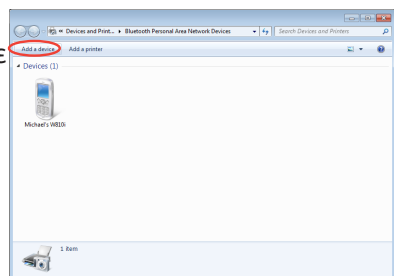 « Devices and Print... ▸ Bluetooth Personal Area Network Devices
Search Devices and Printers
Add a device
Add a printer
Devices (1)
Michael's W810i
1 item